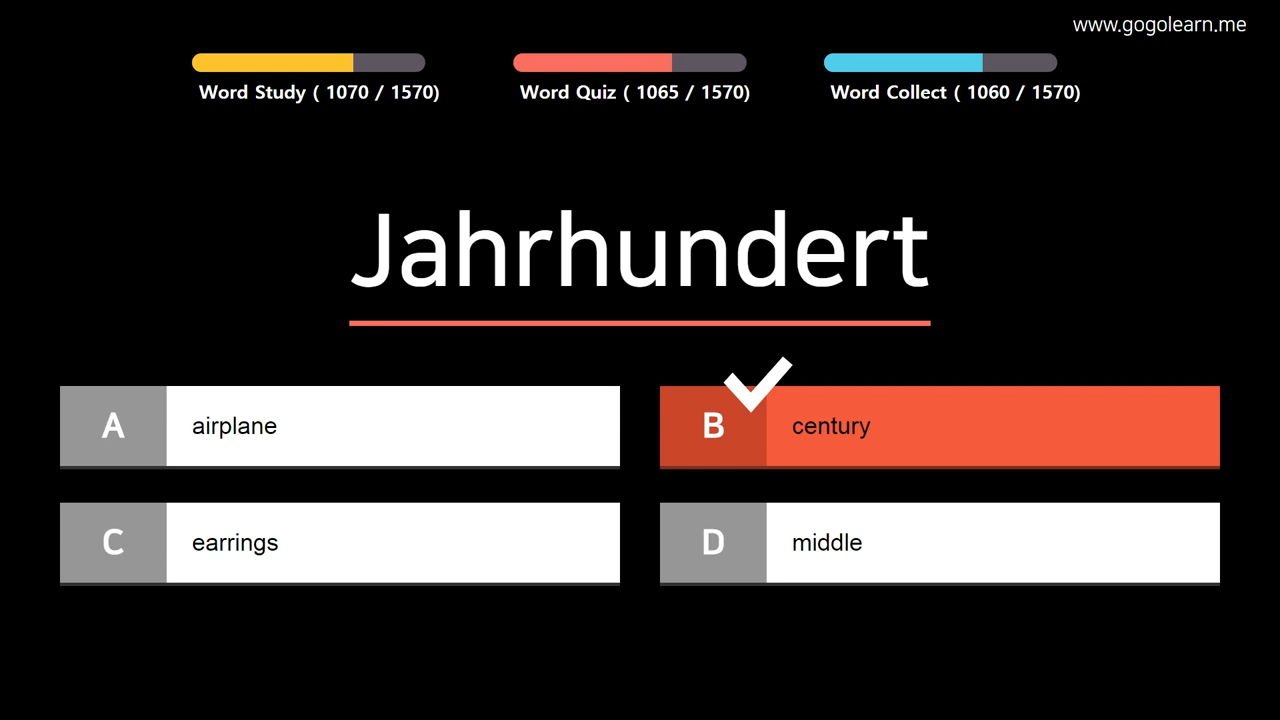 www.gogolearn.me
Word Study ( 1070 / 1570)
Word Quiz ( 1065 / 1570)
Word Collect ( 1060 / 1570)
Jahrhundert
A airplane
B century
C earrings
D middle